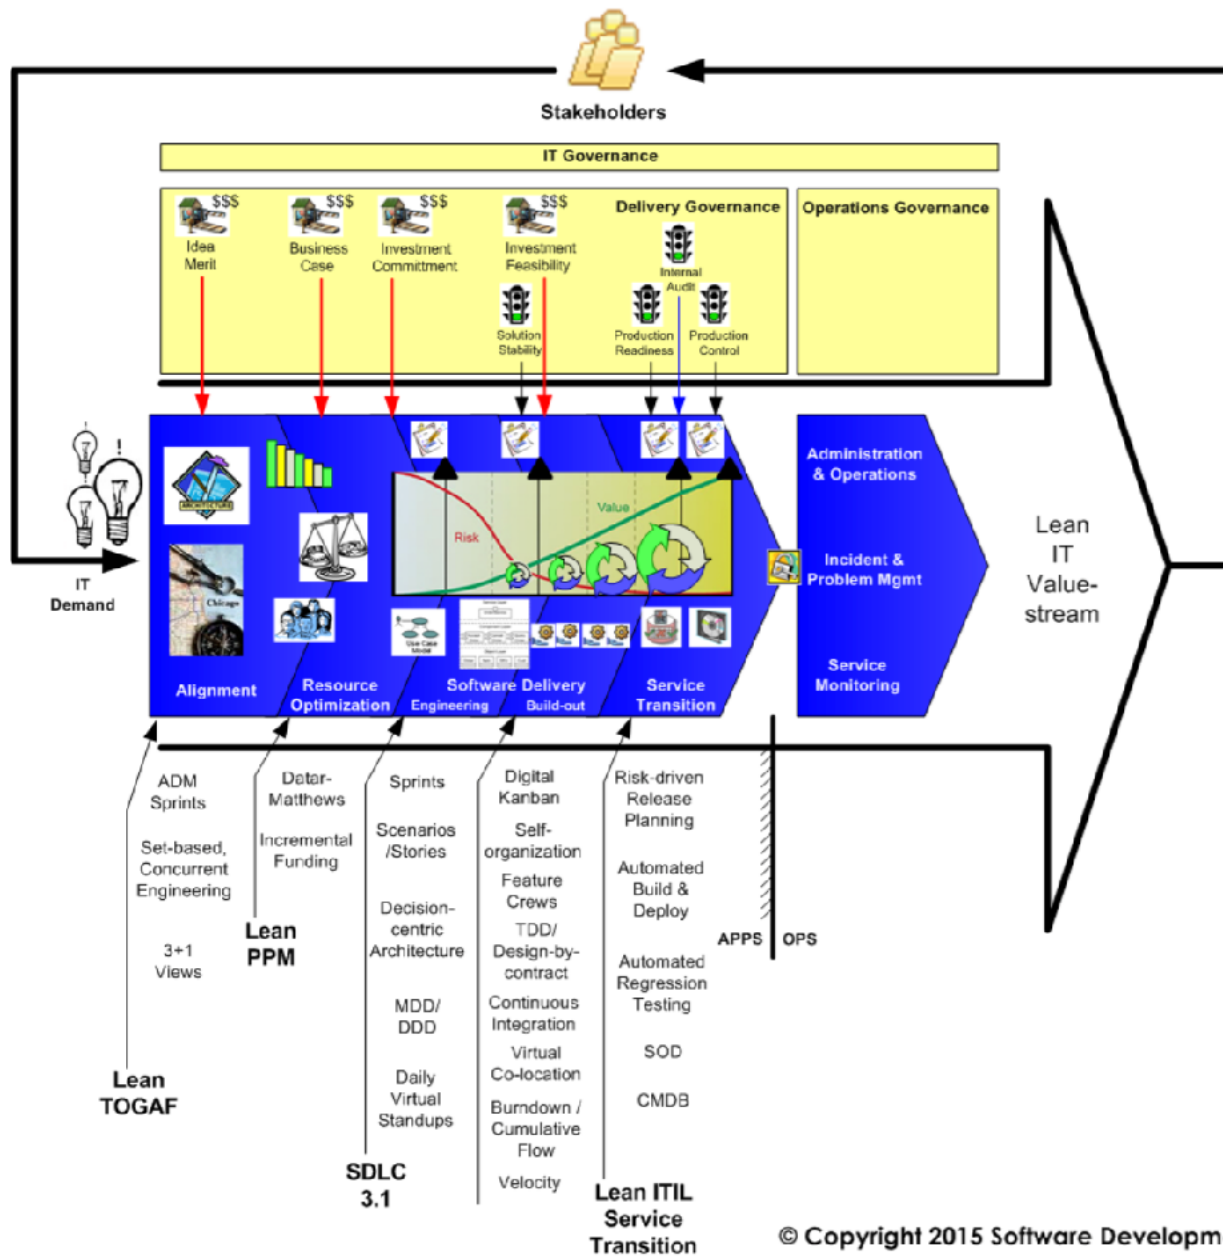 Stakeholders
IT Governance
$$$
$$$
$$$
$$$
Idea
Merit
Business
Case
Investment
Committment
Investment
Feasibility
Delivery Governance
Internal
Audit
Solution
Stability
Production
Readiness
Production
Control
Operations Governance
!
IT
Demand
ARCHITECTURE
Chicago
Risk
Value
Use Case
Model
Alignment
Resource
Optimization
Software Delivery
Engineering
Build-out
Service
Transition
Administration
& Operations
Incident &
Problem Mgmt
Service
Monitoring
Lean
IT
Value-
stream
ADM
Sprints
Set-based,
Concurrent
Engineering
3+1
Views
Lean
TOGAF
Datar-
Matthews
Incremental
Funding
Lean
PPM
Sprints
Scenarios
/Stories
Decision-
centric
Architecture
MDD/
DDD
Daily
Virtual
Standups
SDLC
3.1
Digital
Kanban
Self-
organization
Feature
Crews
TDD/
Design-by-
contract
Continuous
Integration
Virtual
Co-location
Burndown /
Cumulative
Flow
Velocity
Risk-driven
Release
Planning
Automated
Build &
Deploy
Automated
Regression
Testing
SOD
CMDB
Lean ITIL
Service
Transition
APPS
OPS
© Copyright 2015 Software Developm